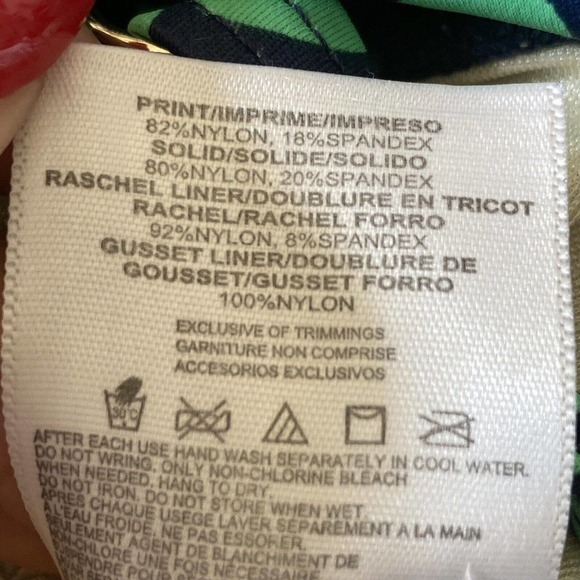 PRINT/IMPRIME/IMPRESO
82%NYLON, 18%SPANDEX
SOLID/SOLIDE/SOLIDO
80%NYLON, 20%SPANDEX
RASCHEL LINER/DOUBLURE EN TRICOT
RACHEL/RACHEL FORRO
92%NYLON, 8%SPANDEX
GUSSET LINER/DOUBLURE DE
GOUSSET/GUSSET FORRO
100%NYLON
EXCLUSIVE OF TRIMMINGS
GARNITURE NON COMPRISE
ACCESORIOS EXCLUSIVOS
30°C
AFTER EACH USE HAND WASH SEPARATELY IN COOL WATER.
DO NOT WRING. ONLY NON-CHLORINE BLEACH
WHEN NEEDED. HANG TO DRY.
DO NOT IRON. DO NOT STORE WHEN WET.
APRES CHAQUE USEGE LAVER SEPAREMENT A LA MAIN
A L'EAU FROIDE, NE PAS ESSORER.
SEULEMENT AGENT DE BLANCHIMENT DE
NONCHLORE UNE FOIS NÉCESSAIRE.